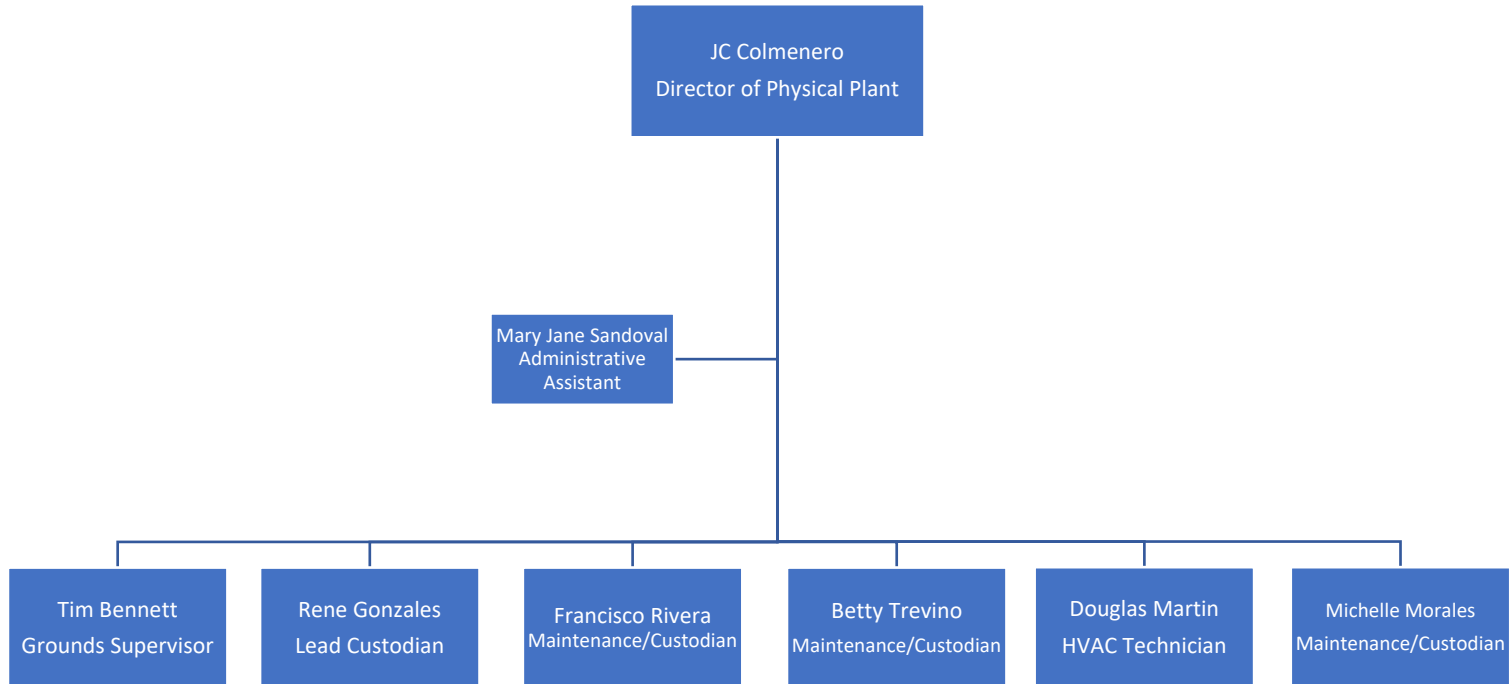 JC Colmenero
Director of Physical Plant
Mary Jane Sandoval
Administrative
Assistant
Tim Bennett
Grounds Supervisor
Rene Gonzales
Lead Custodian
Francisco Rivera
Maintenance/Custodian
Betty Trevino
Maintenance/Custodian
Douglas Martin
HVAC Technician
Michelle Morales
Maintenance/Custodian